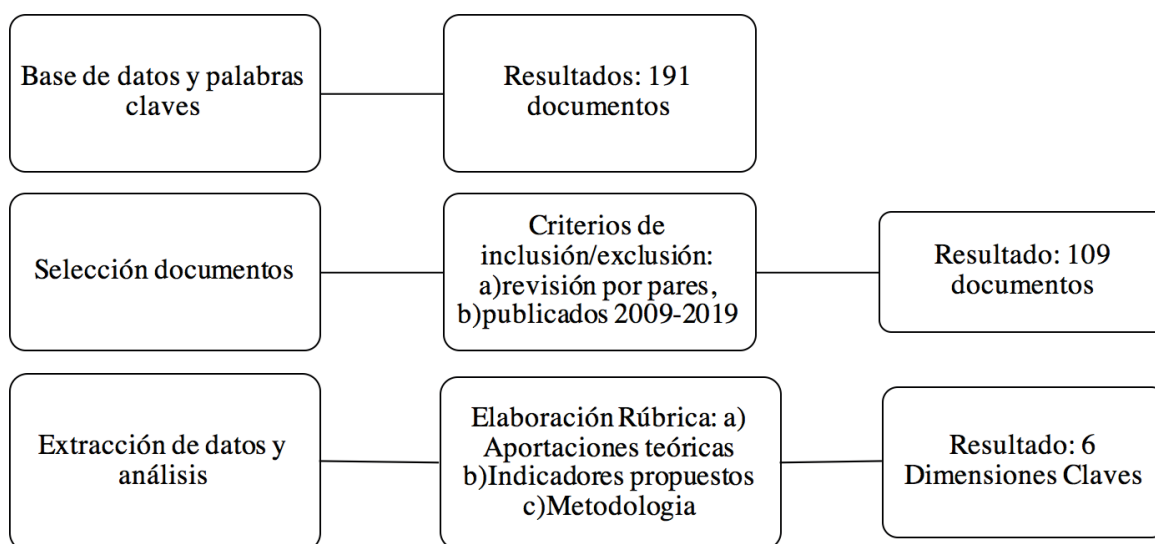 Base de datos y palabras
claves
Resultados: 191
documentos
Selección documentos
Criterios de
inclusión/exclusión:
a)revisión por pares,
b)publicados 2009-2019
Resultado: 109
documentos
Extracción de datos y
análisis
Elaboración Rúbrica: a)
Aportaciones teóricas
b)Indicadores propuestos
c)Metodologia
Resultado: 6
Dimensiones Claves